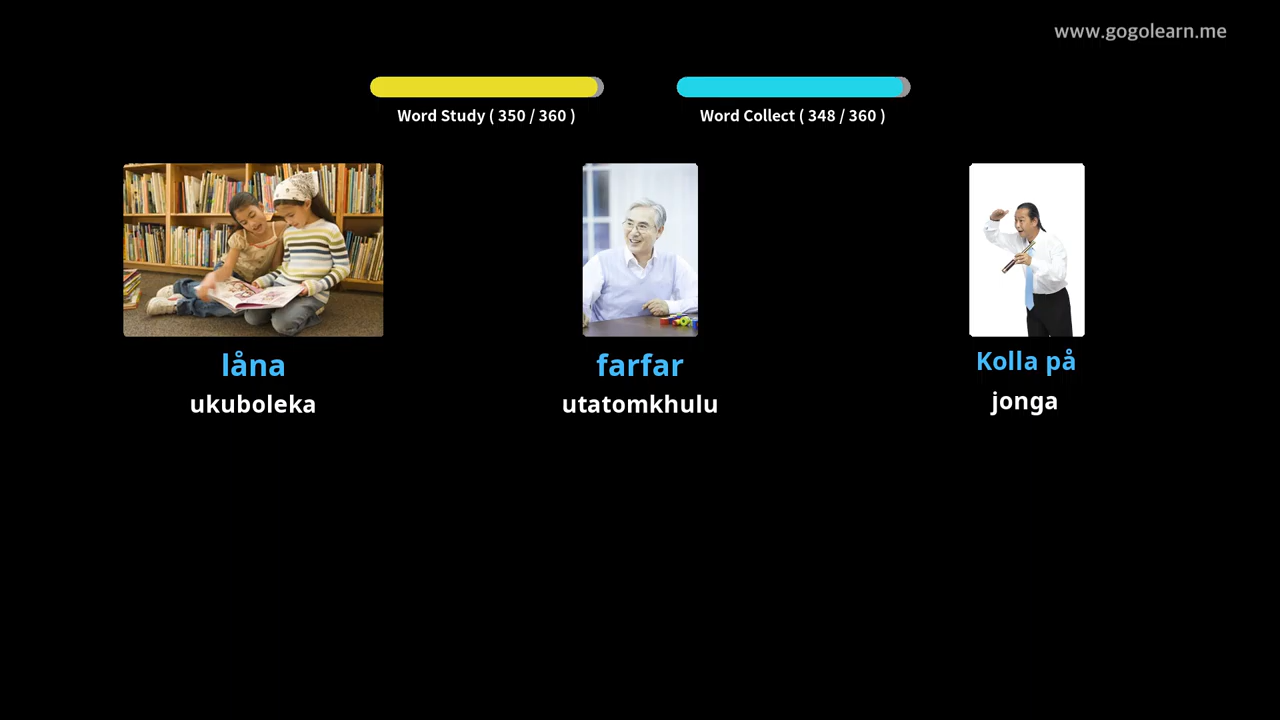 www.gogolearn.me
Word Study ( 350 / 360 )
Word Collect ( 348 / 360 )
låna
farfar
Kolla på
ukuboleka
utatomkhulu
jonga